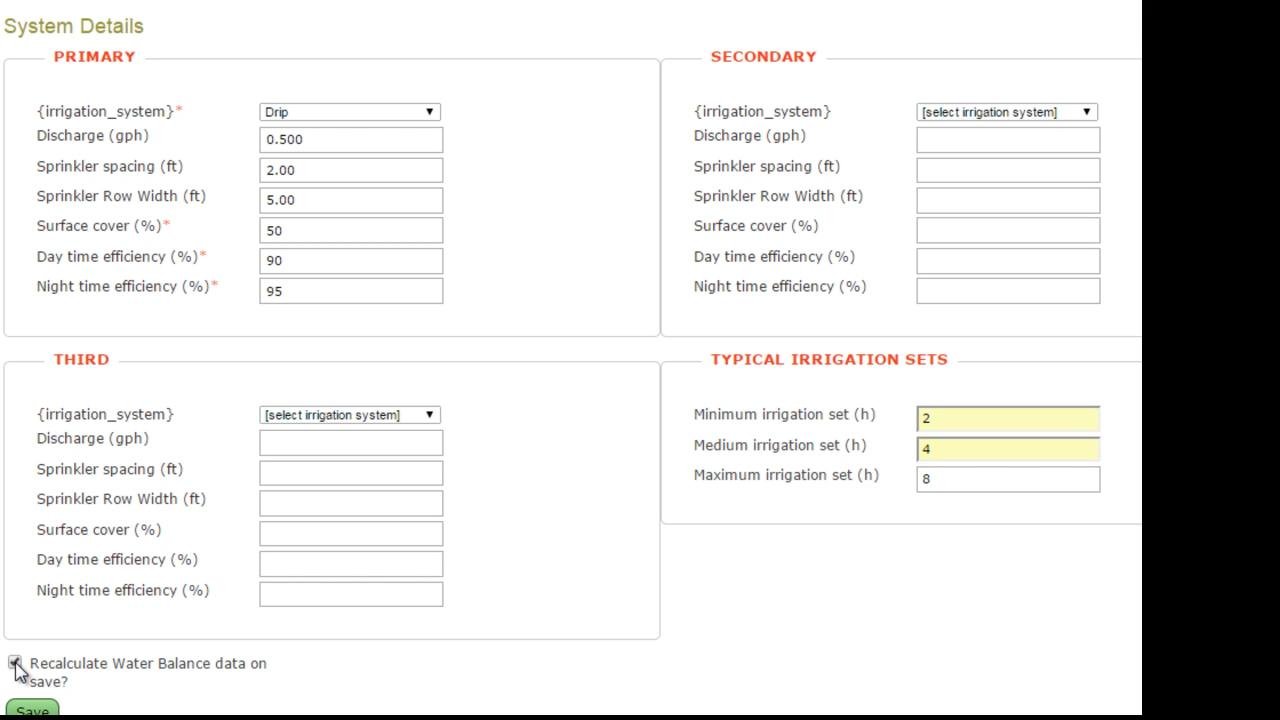 System Details
PRIMARY
{irrigation_system}* Drip
Discharge (gph) 0.500
Sprinkler spacing (ft) 2.00
Sprinkler Row Width (ft) 5.00
Surface cover (%)* 50
Day time efficiency (%)* 90
Night time efficiency (%)* 95
SECONDARY
{irrigation_system} [select irrigation system]
Discharge (gph)
Sprinkler spacing (ft)
Sprinkler Row Width (ft)
Surface cover (%)
Day time efficiency (%)
Night time efficiency (%)
THIRD
{irrigation_system} [select irrigation system]
Discharge (gph)
Sprinkler spacing (ft)
Sprinkler Row Width (ft)
Surface cover (%)
Day time efficiency (%)
Night time efficiency (%)
TYPICAL IRRIGATION SETS
Minimum irrigation set (h) 2
Medium irrigation set (h) 4
Maximum irrigation set (h) 8
Recalculate Water Balance data on
save?
Save